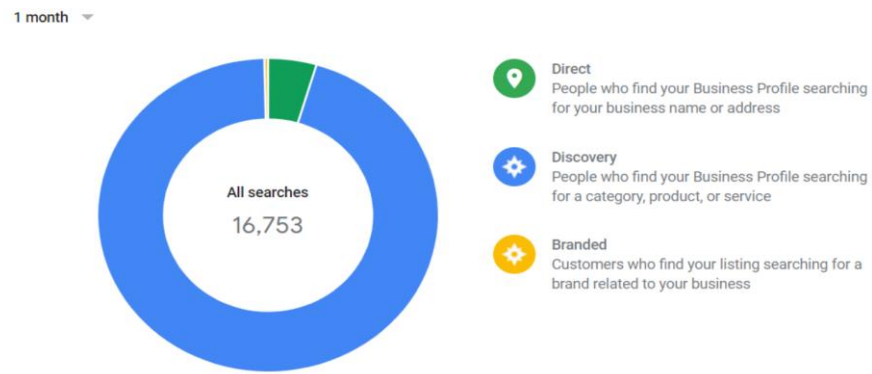 1 month
All searches
16,753
Direct
People who find your Business Profile searching
for your business name or address
Discovery
People who find your Business Profile searching
for a category, product, or service
Branded
Customers who find your listing searching for a
brand related to your business